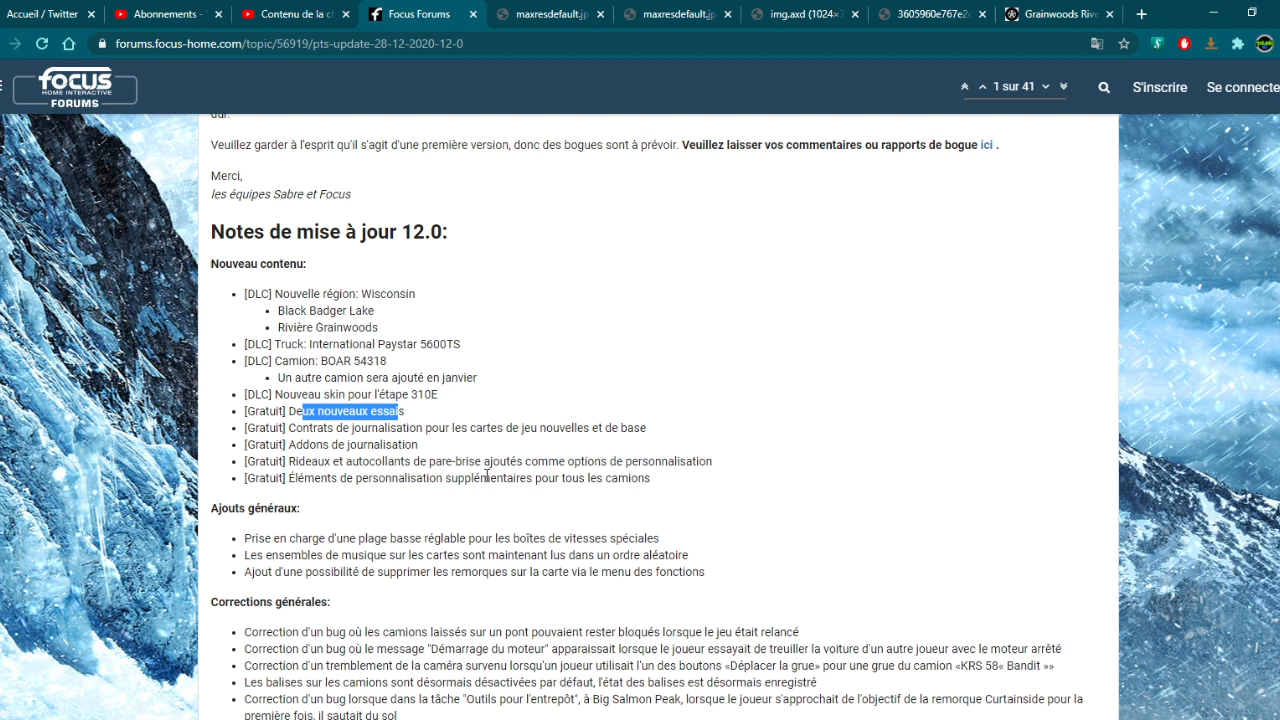 Accueil / Twitter
Abonnements -
Contenu de la c
Focus Forums
maxresdefault.jp
maxresdefault.jp
img.axd (1024×7
3605960e767e2
Grainwoods Rive
forums.focus-home.com/topic/56919/pts-update-28-12-2020-12-0
FOCUS
HOME INTERACTIVE
FORUMS
1 sur 41
S'inscrire
Se connecte
dur.
Veuillez garder à l'esprit qu'il s'agit d'une première version, donc des bogues sont à prévoir. Veuillez laisser vos commentaires ou rapports de bogue ici .
Merci,
les équipes Sabre et Focus
Notes de mise à jour 12.0:
Nouveau contenu:
[DLC] Nouvelle région: Wisconsin
Black Badger Lake
Rivière Grainwoods
[DLC] Truck: International Paystar 5600TS
[DLC] Camion: BOAR 54318
Un autre camion sera ajouté en janvier
[DLC] Nouveau skin pour l'étape 310E
[Gratuit] Deux nouveaux essais
[Gratuit] Contrats de journalisation pour les cartes de jeu nouvelles et de base
[Gratuit] Addons de journalisation
[Gratuit] Rideaux et autocollants de pare-brise ajoutés comme options de personnalisation
[Gratuit] Éléments de personnalisation supplémentaires pour tous les camions
Ajouts généraux:
Prise en charge d'une plage basse réglable pour les boîtes de vitesses spéciales
Les ensembles de musique sur les cartes sont maintenant lus dans un ordre aléatoire
Ajout d'une possibilité de supprimer les remorques sur la carte via le menu des fonctions
Corrections générales:
Correction d'un bug où les camions laissés sur un pont pouvaient rester bloqués lorsque le jeu était relancé
Correction d'un bug où le message "Démarrage du moteur" apparaissait lorsque le joueur essayait de treuiller la voiture d'un autre joueur avec le moteur arrêté
Correction d'un tremblement de la caméra survenu lorsqu'un joueur utilisait l'un des boutons «Déplacer la grue» pour une grue du camion «KRS 58« Bandit »»
Les balises sur les camions sont désormais désactivées par défaut, l'état des balises est désormais enregistré
Correction d'un bug lorsque dans la tâche "Outils pour l'entrepôt", à Big Salmon Peak, lorsque le joueur s'approchait de l'objectif de la remorque Curtainside pour la
première fois, il sautait du sol